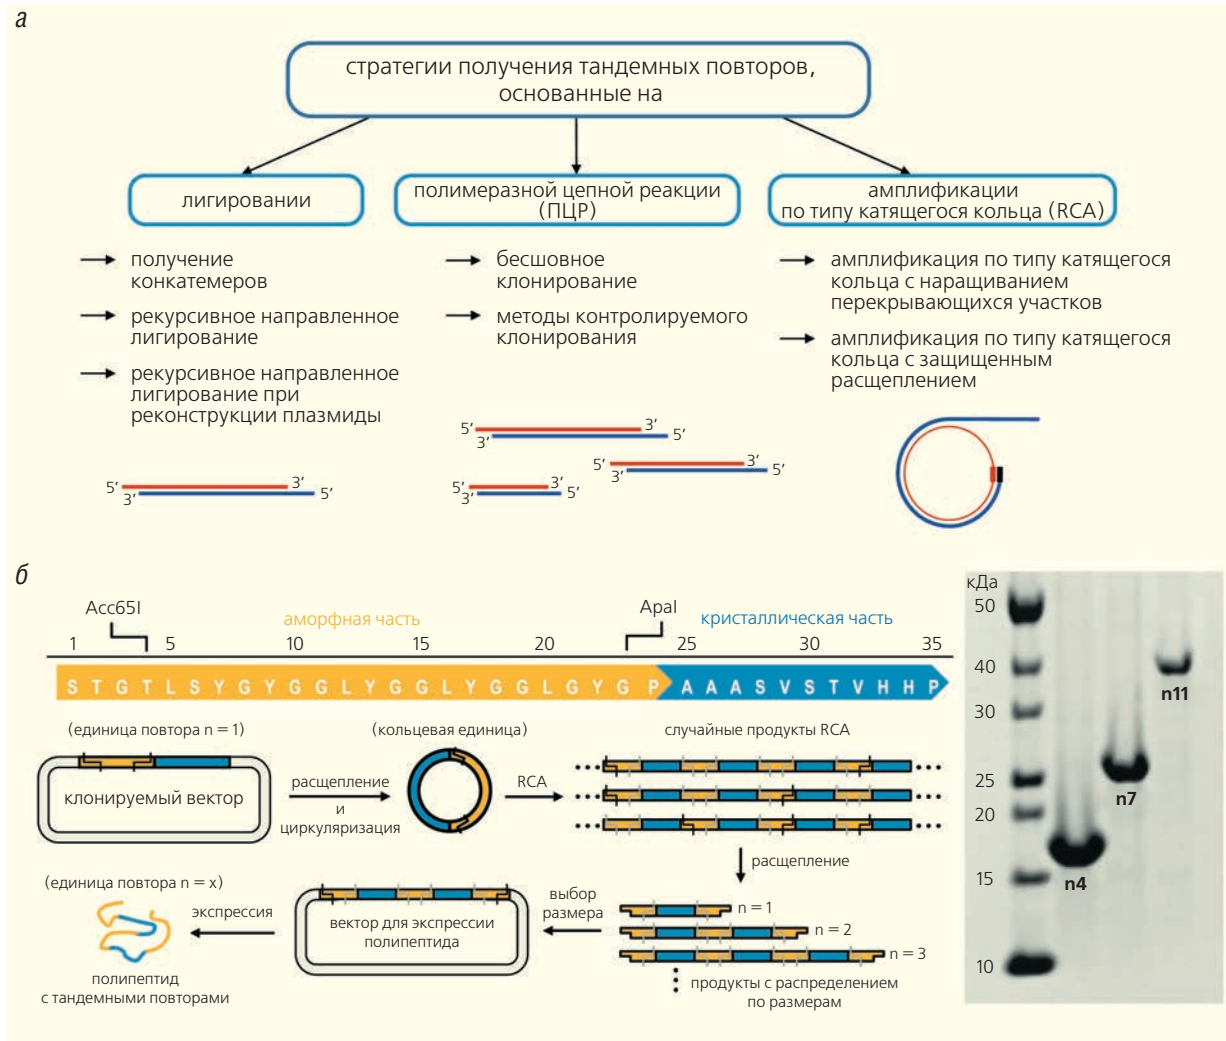 а
стратегии получения тандемных повторов,
основанные на
лигировании
полимеразной цепной реакции
(ПЦР)
амплификации
по типу катящегося кольца (RCA)
получение
конкатемеров
рекурсивное направленное
лигирование
рекурсивное направленное
лигирование при
реконструкции плазмиды
бесшовное
клонирование
методы контролируемого
клонирования
амплификация по типу катящегося
кольца с наращиванием
перекрывающихся участков
амплификация по типу катящегося
кольца с защищенным
расщеплением
5’ 3’
3’ 5’
5’ 3’
3’ 5’
5’ 3’
3’ 5’
5’ 3’
3’ 5’
б
Acc65I
аморфная часть
ApaI
кристаллическая часть
1 5 10 15 20 25 30 35
S T G T L S Y G Y G G L Y G G L Y G G L G Y G P A A A S V S T V H H P
(единица повтора n = 1)
клонируемый вектор
расщепление
и
циркуляризация
(кольцевая единица)
RCA
случайные продукты RCA
расщепление
n = 1
n = 2
n = 3
продукты с распределением
по размерам
выбор
размера
вектор для экспрессии
полипептида
экспрессия
(единица повтора n = x)
полипептид
с тандемными повторами
кДа
50
40
30
25
20
15
10
n4
n7
n11